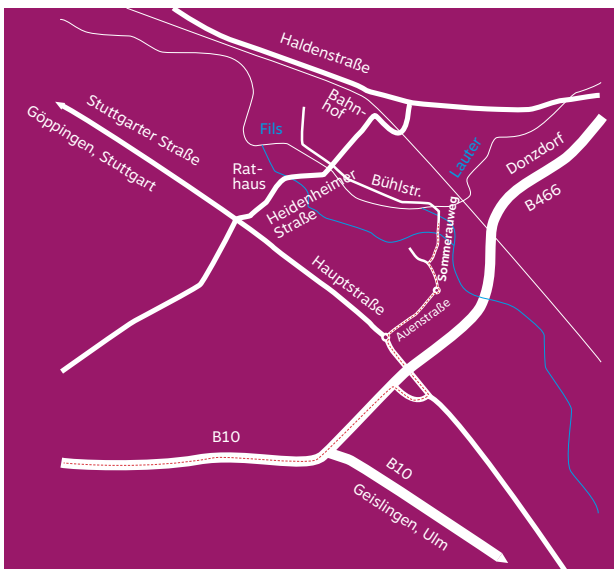 Haldenstraße
Bahn-
hof
Stuttgarter Straße
Göppingen, Stuttgart
Fils
Lauter
Donzdorf
B466
Rat-
haus
Heidenheimer
Straße
Bühlstr.
Sommerauweg
Hauptstraße
Auenstraße
B10
B10
Geislingen, Ulm